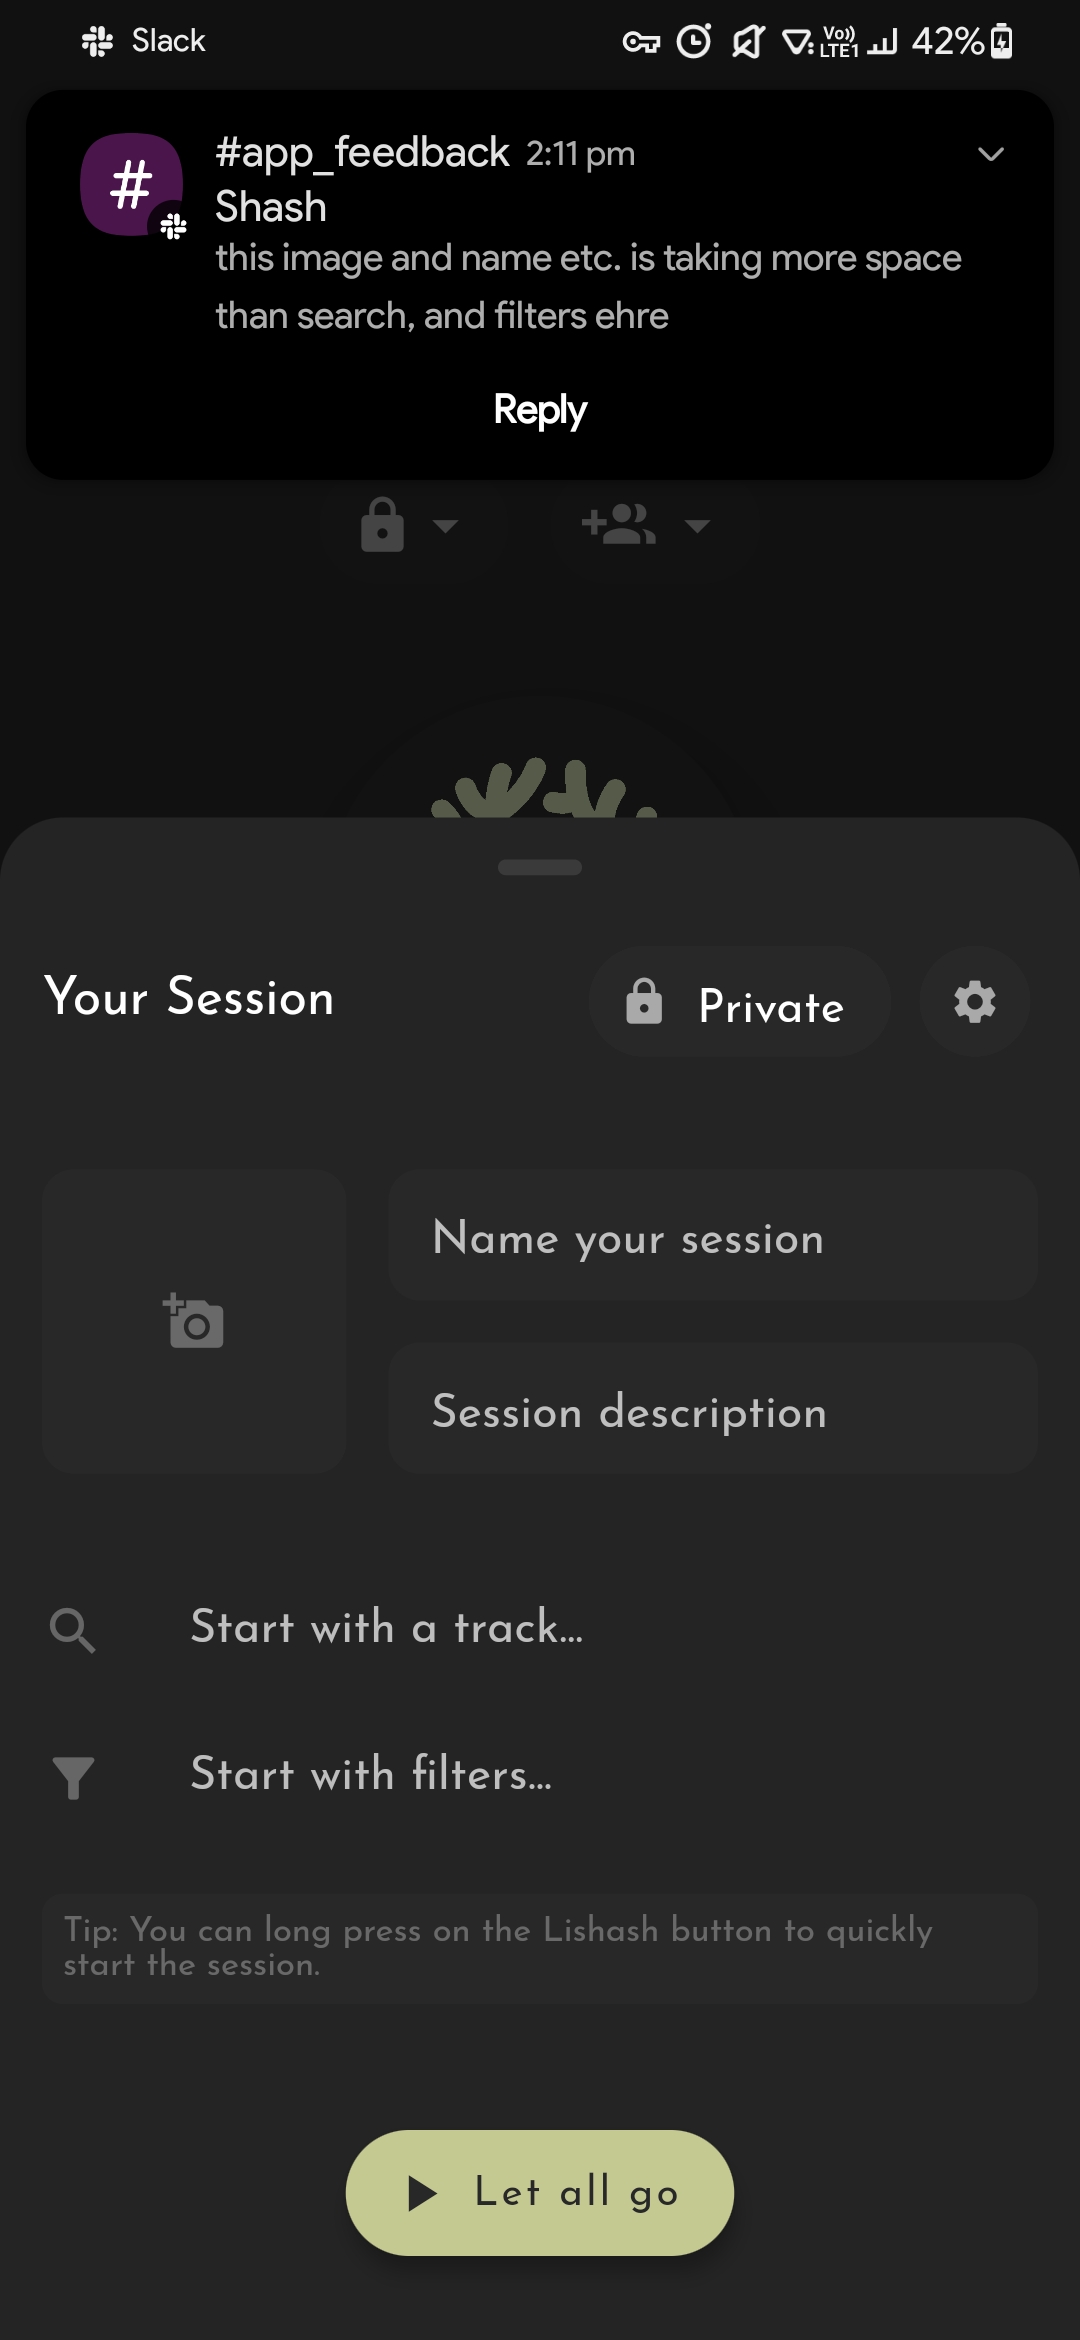 Slack
Vo))
LTE1
42%
#app_feedback 2:11 pm
Shash
this image and name etc. is taking more space
than search, and filters ehre
Reply
Your Session
Private
Name your session
Session description
Start with a track...
Start with filters...
Tip: You can long press on the Lishash button to quickly
start the session.
Let all go